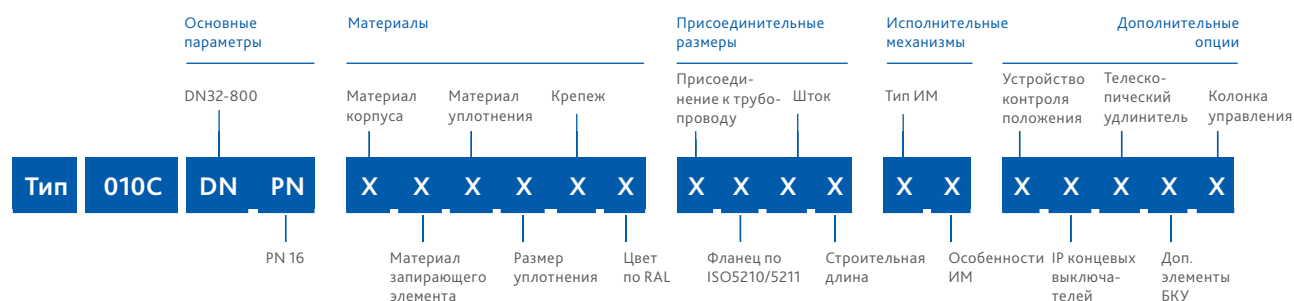 Основные
параметры
Материалы
Присоединительные
размеры
Исполнительные
механизмы
Дополнительные
опции
DN32-800
Материал
корпуса
Материал
уплотнения
Крепеж
Присоеди-
нение к трубо-
проводу
Шток
Тип ИМ
Устройство
контроля
положения
Телеско-
пический
удлинитель
Колонка
управления
Тип 010С DN PN X X X X X X X X X X X X X X X X X
PN 16
Материал
запирающего
элемента
Размер
уплотнения
Цвет
по RAL
Фланец по
ISO5210/5211
Строительная
длина
Особенности
ИМ
IP концевых
выключа-
телей
Доп.
элементы
БКУ